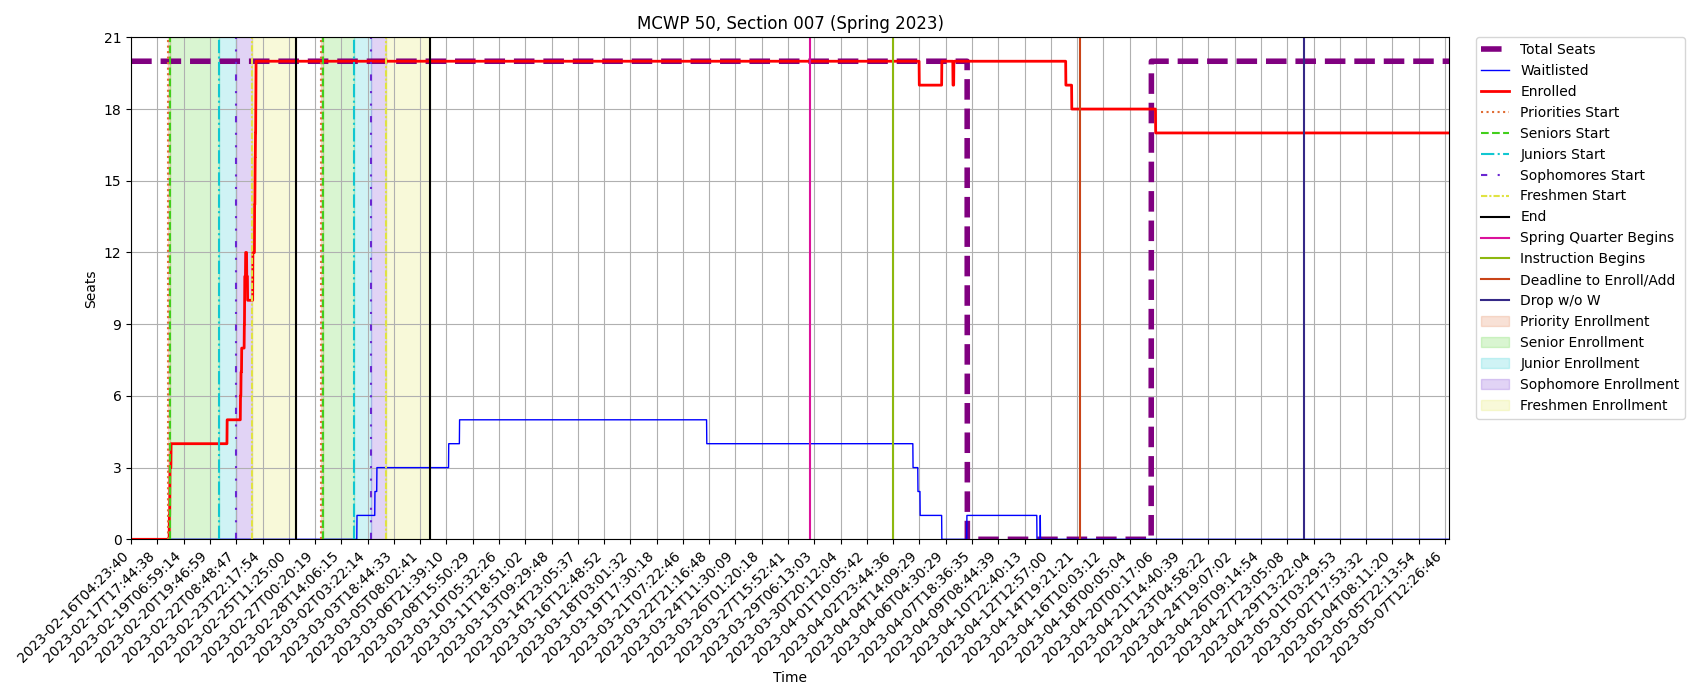 MCWP 50, Section 007 (Spring 2023)
21
18
15
12
9
6
3
0
Seats
2023-02-16T04:23:40
2023-02-17T17:44:38
2023-02-19T06:59:14
2023-02-20T19:46:59
2023-02-22T08:48:47
2023-02-23T22:17:54
2023-02-25T11:25:00
2023-02-27T00:20:19
2023-02-28T14:06:15
2023-03-02T03:22:14
2023-03-03T18:44:33
2023-03-05T08:02:41
2023-03-06T21:39:10
2023-03-08T15:50:29
2023-03-10T05:32:26
2023-03-11T18:51:02
2023-03-13T09:29:48
2023-03-14T23:05:37
2023-03-16T12:48:52
2023-03-18T03:01:32
2023-03-19T17:30:18
2023-03-21T07:22:46
2023-03-22T21:16:48
2023-03-24T11:30:09
2023-03-26T01:20:18
2023-03-27T15:52:41
2023-03-29T06:13:03
2023-03-30T20:12:04
2023-04-01T10:05:42
2023-04-02T23:44:36
2023-04-04T14:09:29
2023-04-06T04:30:29
2023-04-07T18:36:35
2023-04-09T08:44:39
2023-04-10T22:40:13
2023-04-12T12:57:00
2023-04-14T19:21:21
2023-04-16T10:03:12
2023-04-18T00:05:04
2023-04-20T00:17:06
2023-04-21T14:40:39
2023-04-23T04:58:22
2023-04-24T19:07:02
2023-04-26T09:14:54
2023-04-27T23:05:08
2023-04-29T13:22:04
2023-05-01T03:29:53
2023-05-02T17:53:32
2023-05-04T08:11:20
2023-05-05T22:13:54
2023-05-07T12:26:46
Time
Total Seats
Waitlisted
Enrolled
Priorities Start
Seniors Start
Juniors Start
Sophomores Start
Freshmen Start
End
Spring Quarter Begins
Instruction Begins
Deadline to Enroll/Add
Drop w/o W
Priority Enrollment
Senior Enrollment
Junior Enrollment
Sophomore Enrollment
Freshmen Enrollment